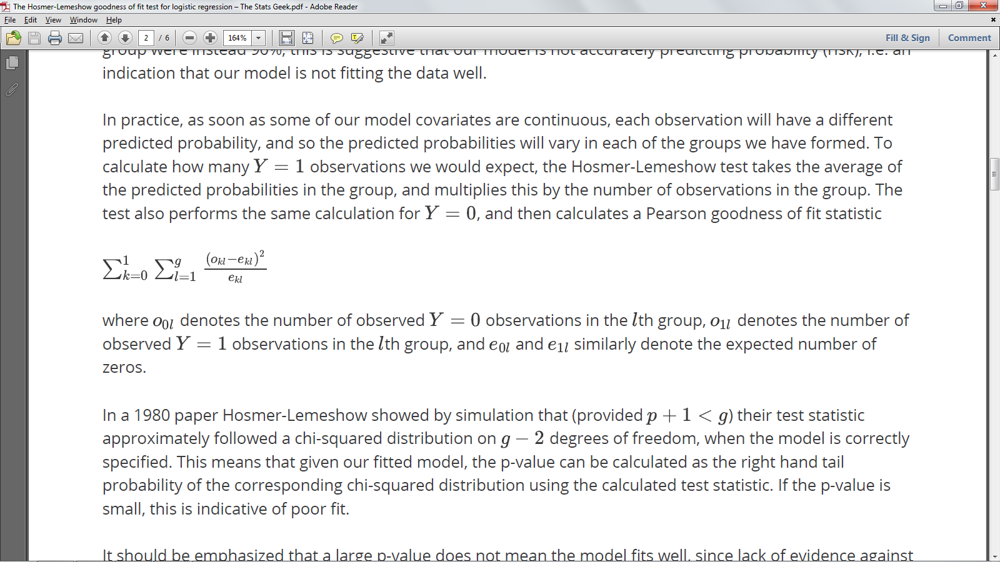 The Hosmer-Lemeshow goodness of fit test for logistic regression – The Stats Geek.pdf - Adobe Reader
File Edit View Window Help
2 / 6 164% Fill & Sign Comment
group were instead 90%, this is suggestive that our model is not accurately predicting probability (risk), i.e. an
indication that our model is not fitting the data well.
In practice, as soon as some of our model covariates are continuous, each observation will have a different
predicted probability, and so the predicted probabilities will vary in each of the groups we have formed. To
calculate how many Y = 1 observations we would expect, the Hosmer-Lemeshow test takes the average of
the predicted probabilities in the group, and multiplies this by the number of observations in the group. The
test also performs the same calculation for Y = 0, and then calculates a Pearson goodness of fit statistic
∑_{k=0}^{1} ∑_{l=1}^{g} (o_{kl}−e_{kl})^2 / e_{kl}
where o_{0l} denotes the number of observed Y = 0 observations in the lth group, o_{1l} denotes the number of
observed Y = 1 observations in the lth group, and e_{0l} and e_{1l} similarly denote the expected number of
zeros.
In a 1980 paper Hosmer-Lemeshow showed by simulation that (provided p + 1 < g) their test statistic
approximately followed a chi-squared distribution on g − 2 degrees of freedom, when the model is correctly
specified. This means that given our fitted model, the p-value can be calculated as the right hand tail
probability of the corresponding chi-squared distribution using the calculated test statistic. If the p-value is
small, this is indicative of poor fit.
It should be emphasized that a large p-value does not mean the model fits well, since lack of evidence against